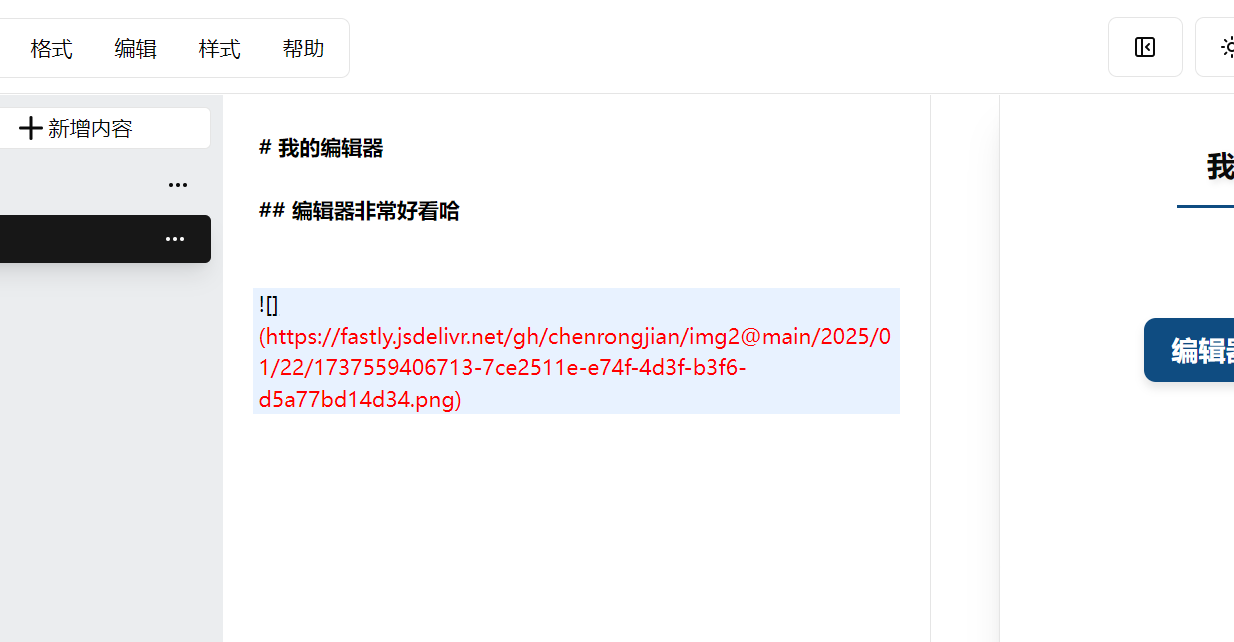 格式 编辑 样式 帮助
新增内容
# 我的编辑器
## 编辑器非常好看哈
![]
(https://fastly.jsdelivr.net/gh/chenrongjian/img2@main/2025/0
1/22/1737559406713-7ce2511e-e74f-4d3f-b3f6-
d5a77bd14d34.png)
我
编辑器